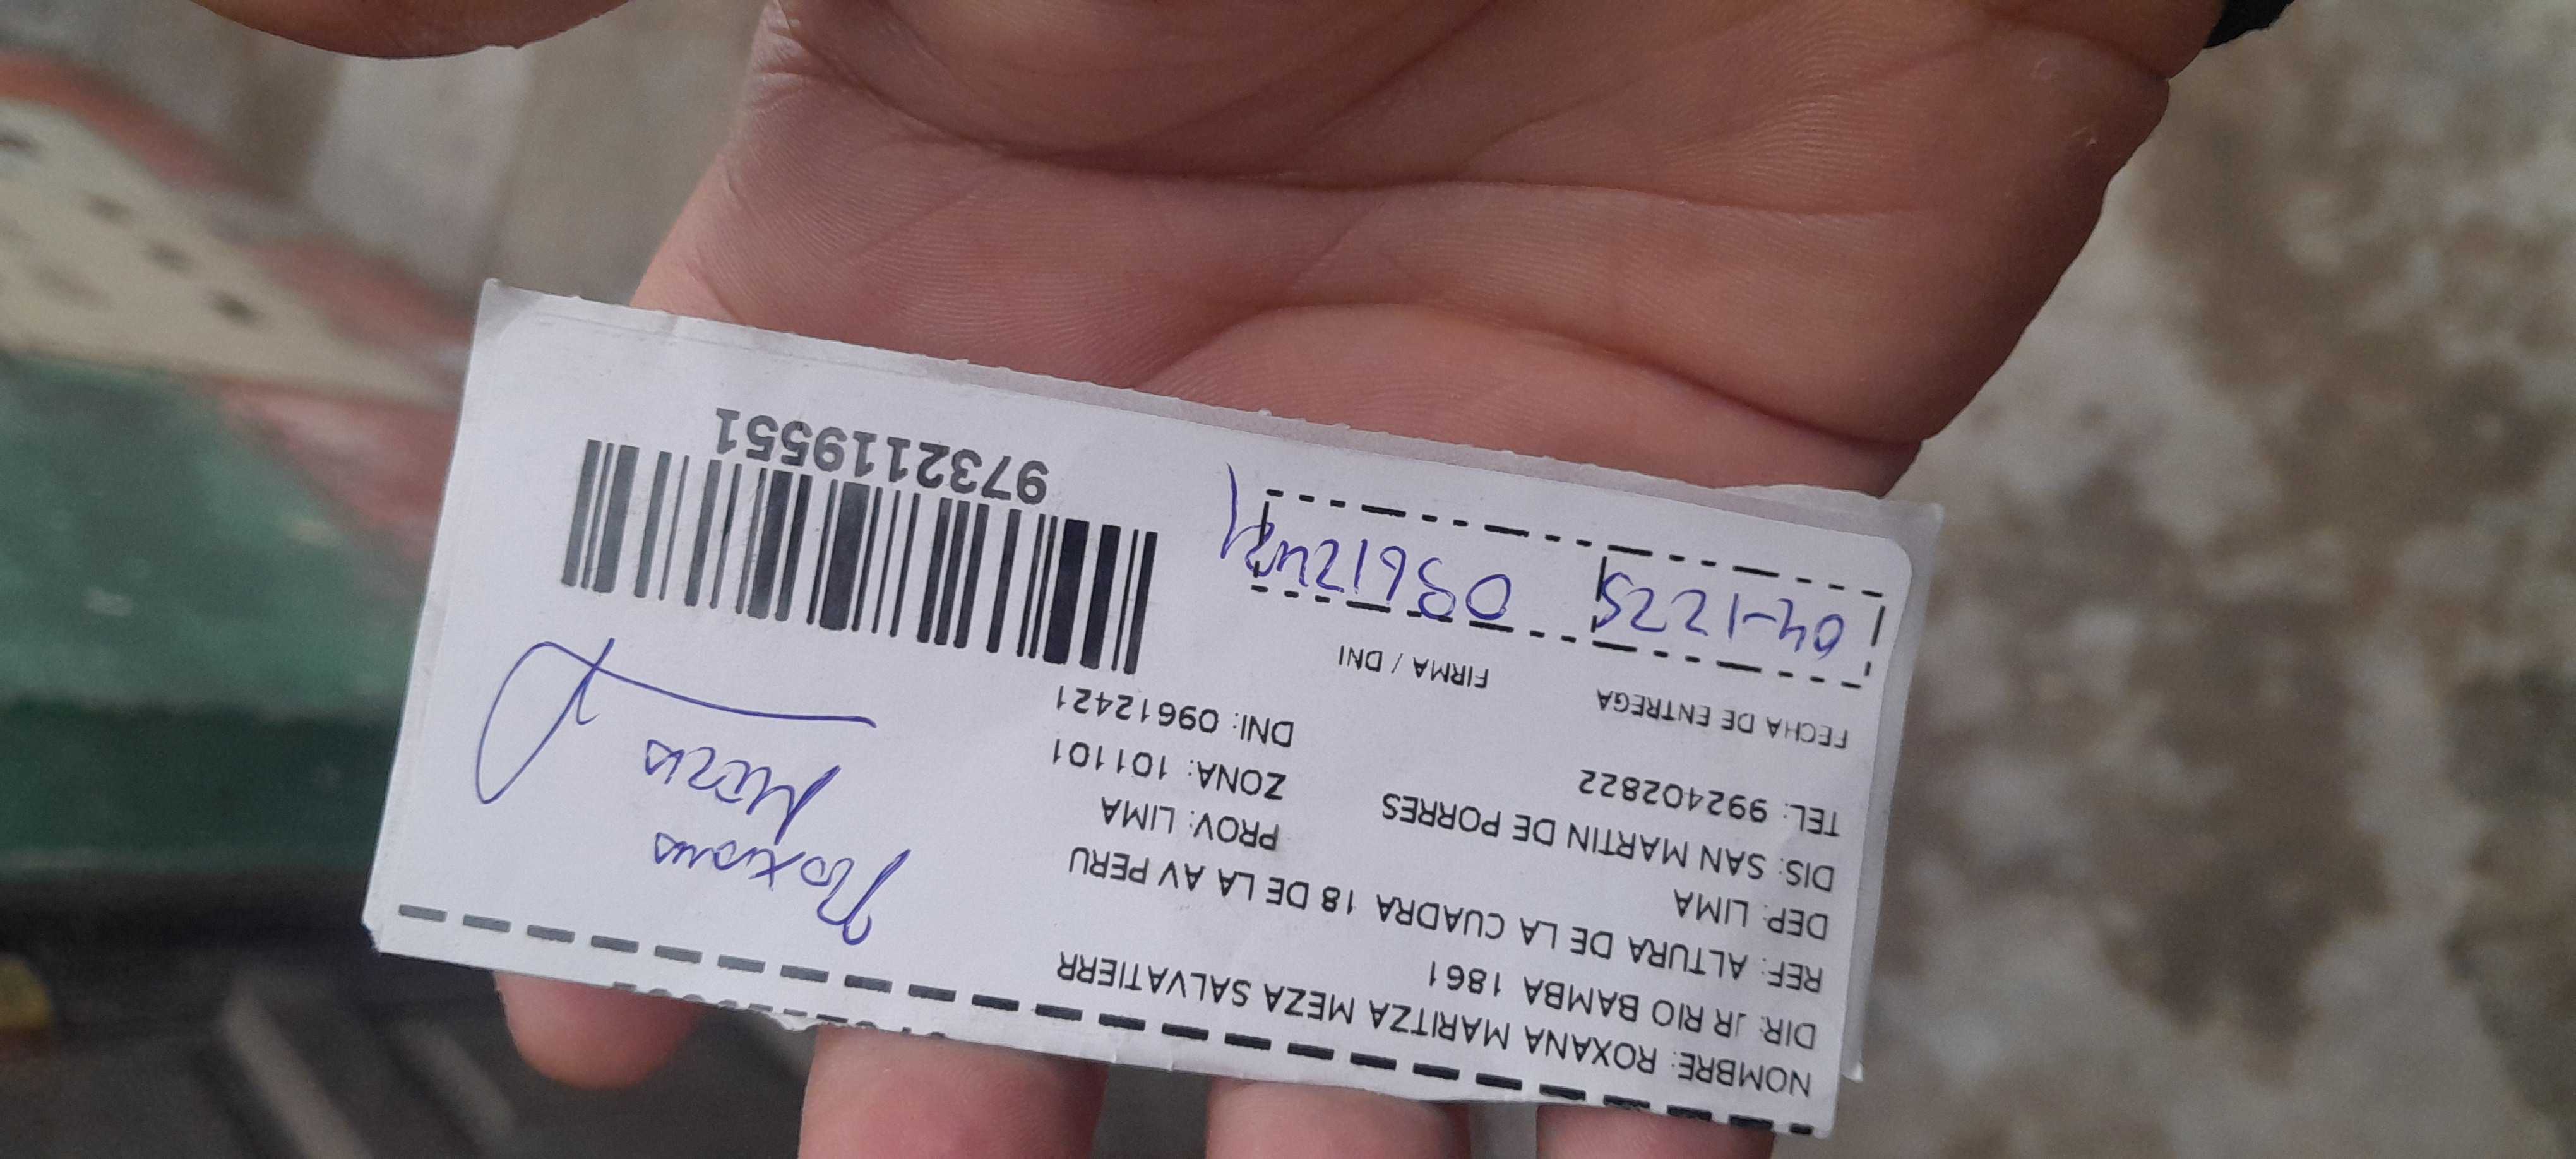 NOMBRE: ROXANA MARITZA MEZA SALVATIERR
DIR: JR RIO BAMBA 1861
REF: ALTURA DE LA CUADRA 18 DE LA AV PERU
DEP: LIMA PROV: LIMA
DIS: SAN MARTIN DE PORRES ZONA: 101101
TEL: 992402822 DNI: 09612421
FECHA DE ENTREGA FIRMA / DNI
04-1225 09612421
Roxana
Meza
9732119551